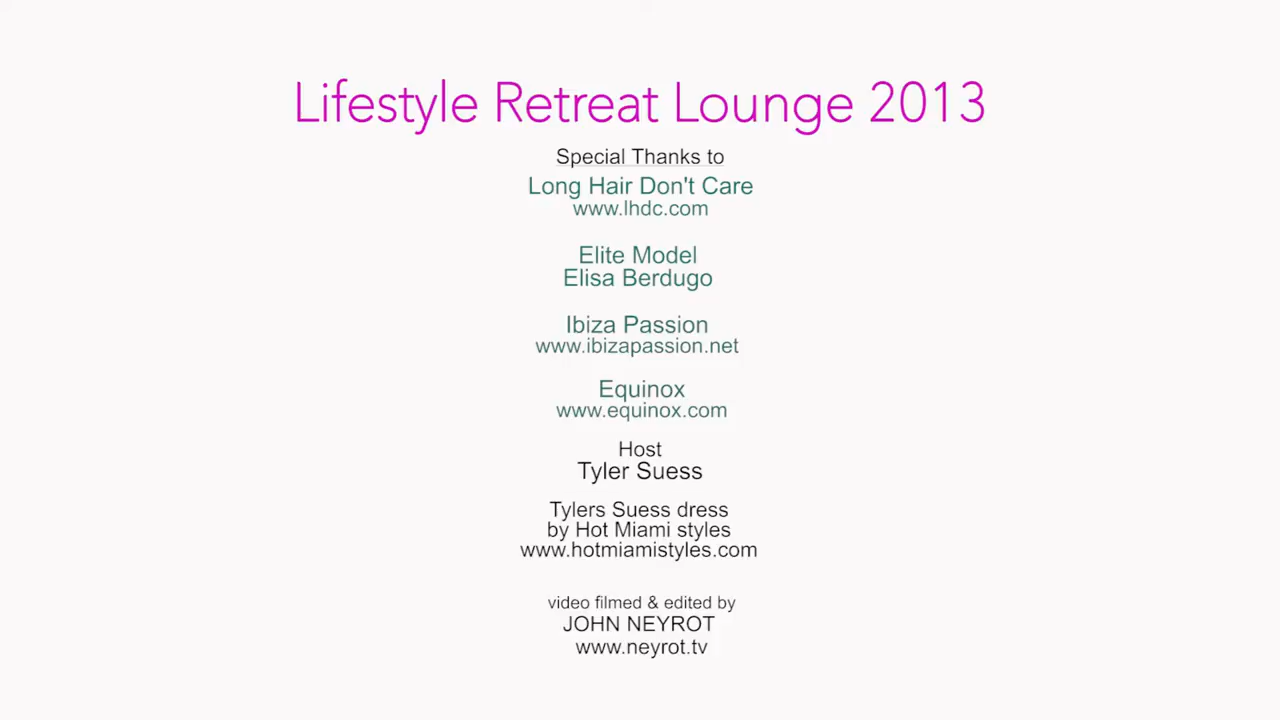 Lifestyle Retreat Lounge 2013
Special Thanks to
Long Hair Don't Care
www.lhdc.com
Elite Model
Elisa Berdugo
Ibiza Passion
www.ibizapassion.net
Equinox
www.equinox.com
Host
Tyler Suess
Tylers Suess dress
by Hot Miami styles
www.hotmiamistyles.com
video filmed & edited by
JOHN NEYROT
www.neyrot.tv